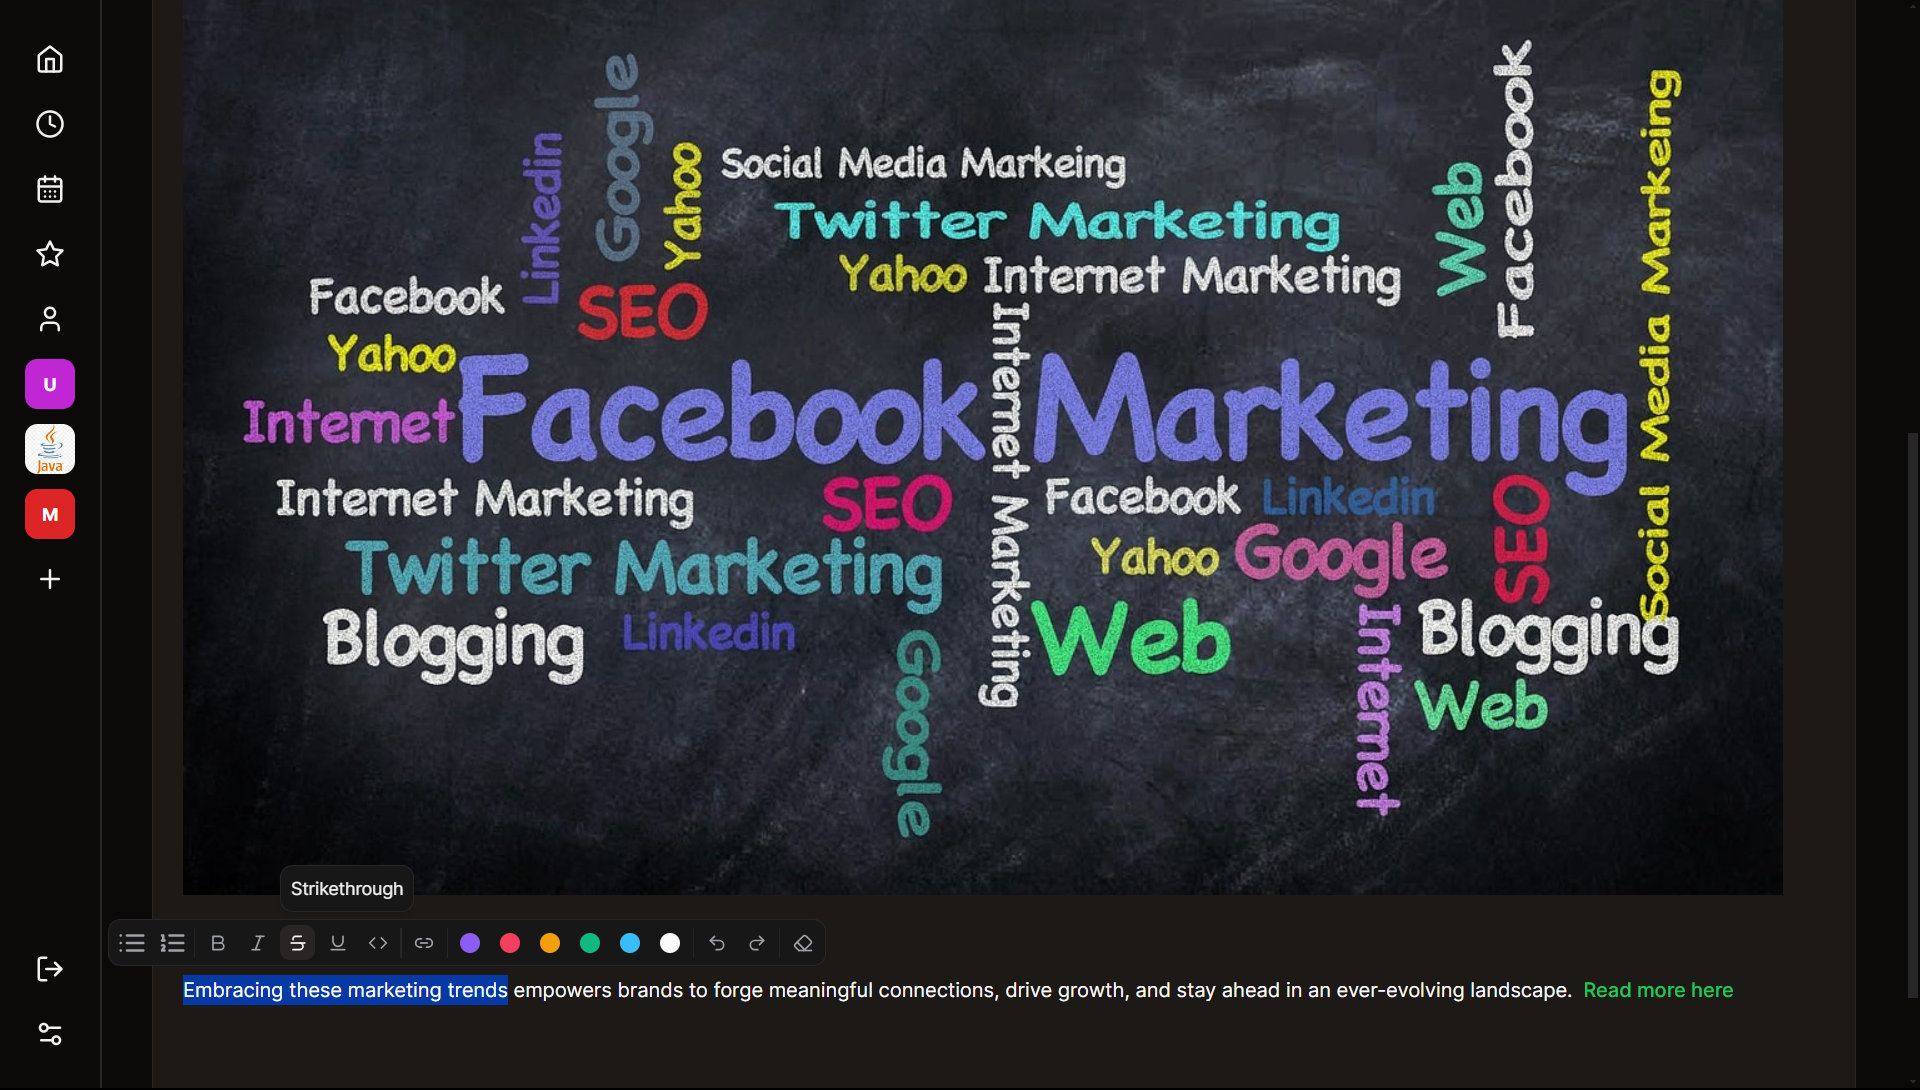 Google
Linkedin
Yahoo
Social Media Markeing
Twitter Marketing
Yahoo
Internet Marketing
Web
Facebook
Social Media Markeing
Facebook
SEO
Yahoo
Facebook Marketing
Internet Marketing
Internet
Internet Marketing
SEO
Facebook
Linkedin
SEO
Twitter Marketing
Yahoo
Google
Blogging
Linkedin
Google
Web
Internet
Blogging
Web
U
Java
M
Strikethrough
B I S U <>
Embracing these marketing trends empowers brands to forge meaningful connections, drive growth, and stay ahead in an ever-evolving landscape. Read more here